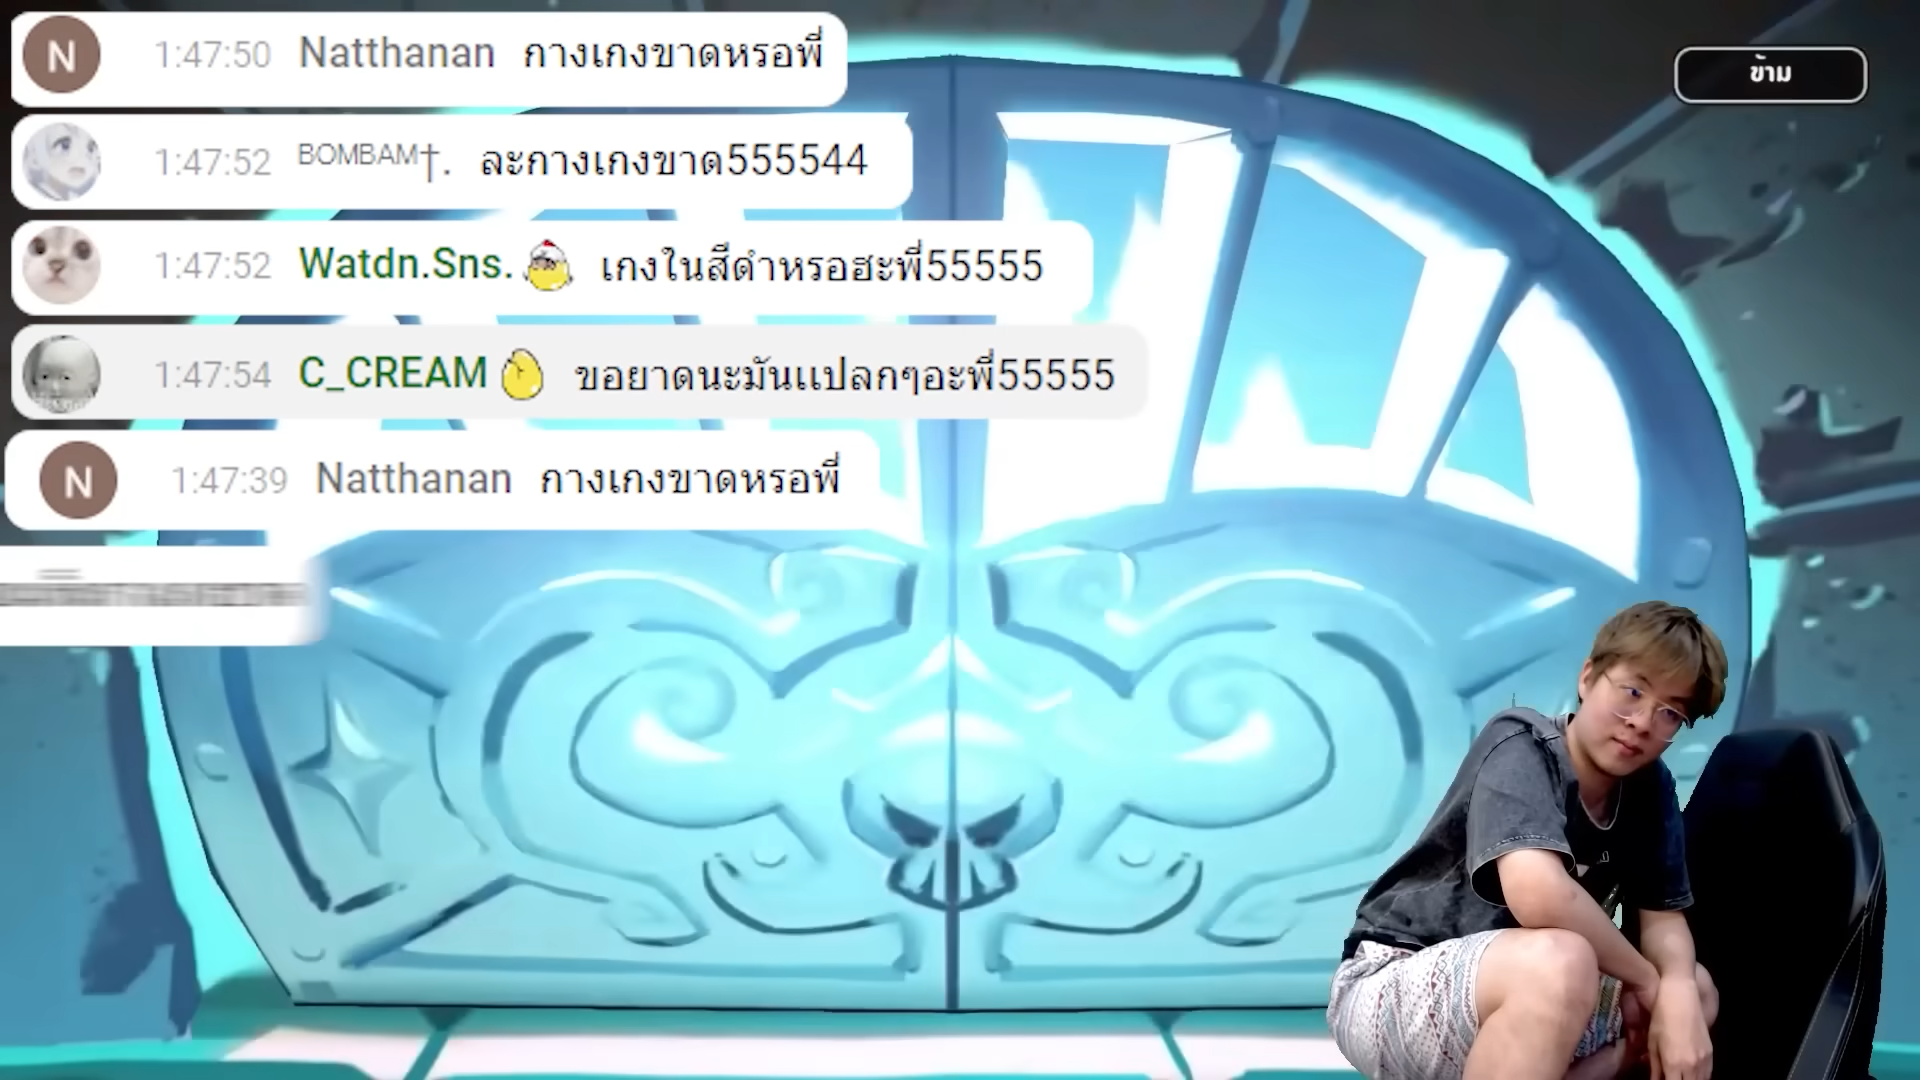 ข้าม
N 1:47:50 Natthanan กางเกงขาดหรอพี่
1:47:52 ᴮᴼᴹᴮᴬᴹ†. ละกางเกงขาด555544
1:47:52 Watdn.Sns. เกงในสีดำหรอฮะพี่55555
1:47:54 C_CREAM ขอยาดนะมันแปลกๆอะพี่55555
N 1:47:39 Natthanan กางเกงขาดหรอพี่